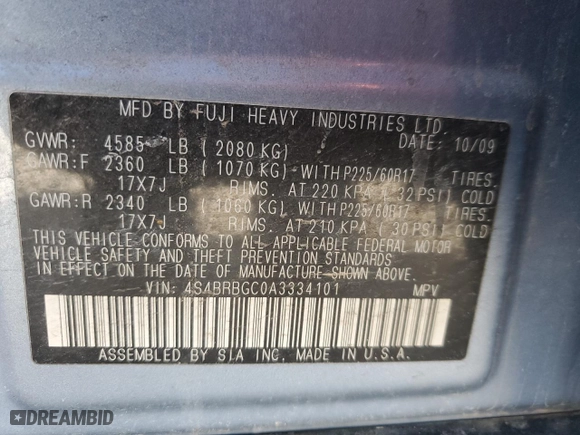 MFD BY FUJI HEAVY INDUSTRIES LTD.
GVWR: 4585 LB ( 2080 KG) DATE: 10/09
GAWR:F 2360 LB ( 1070 KG) -WITH P225/60R17 TIRES.
17X7J RIMS. AT 220 KPA ( 32 PSI) COLD
GAWR:R 2340 LB ( 1060 KG) WITH P225/60R17 TIRES.
17X7J RIMS. AT 210 KPA ( 30 PSI) COLD
THIS VEHICLE CONFORMS TO ALL APPLICABLE FEDERAL MOTOR
VEHICLE SAFETY AND THEFT PREVENTION STANDARDS
IN EFFECT ON THE DATE OF MANUFACTURE SHOWN ABOVE.
VIN: 4S4BRBGC0A3334101 MPV
ASSEMBLED BY SIA INC. MADE IN U.S.A.
DREAMBID